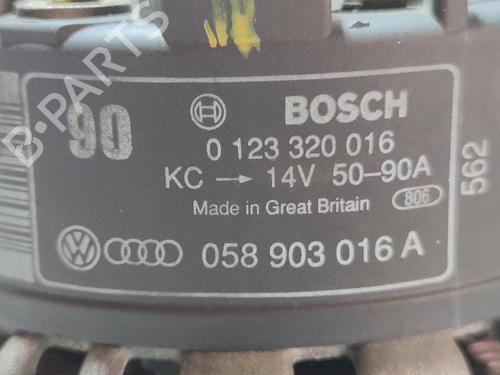 B-PARTS
90
BOSCH
0 123 320 016
KC → 14V 50-90A
Made in Great Britain 806
562
058 903 016 A